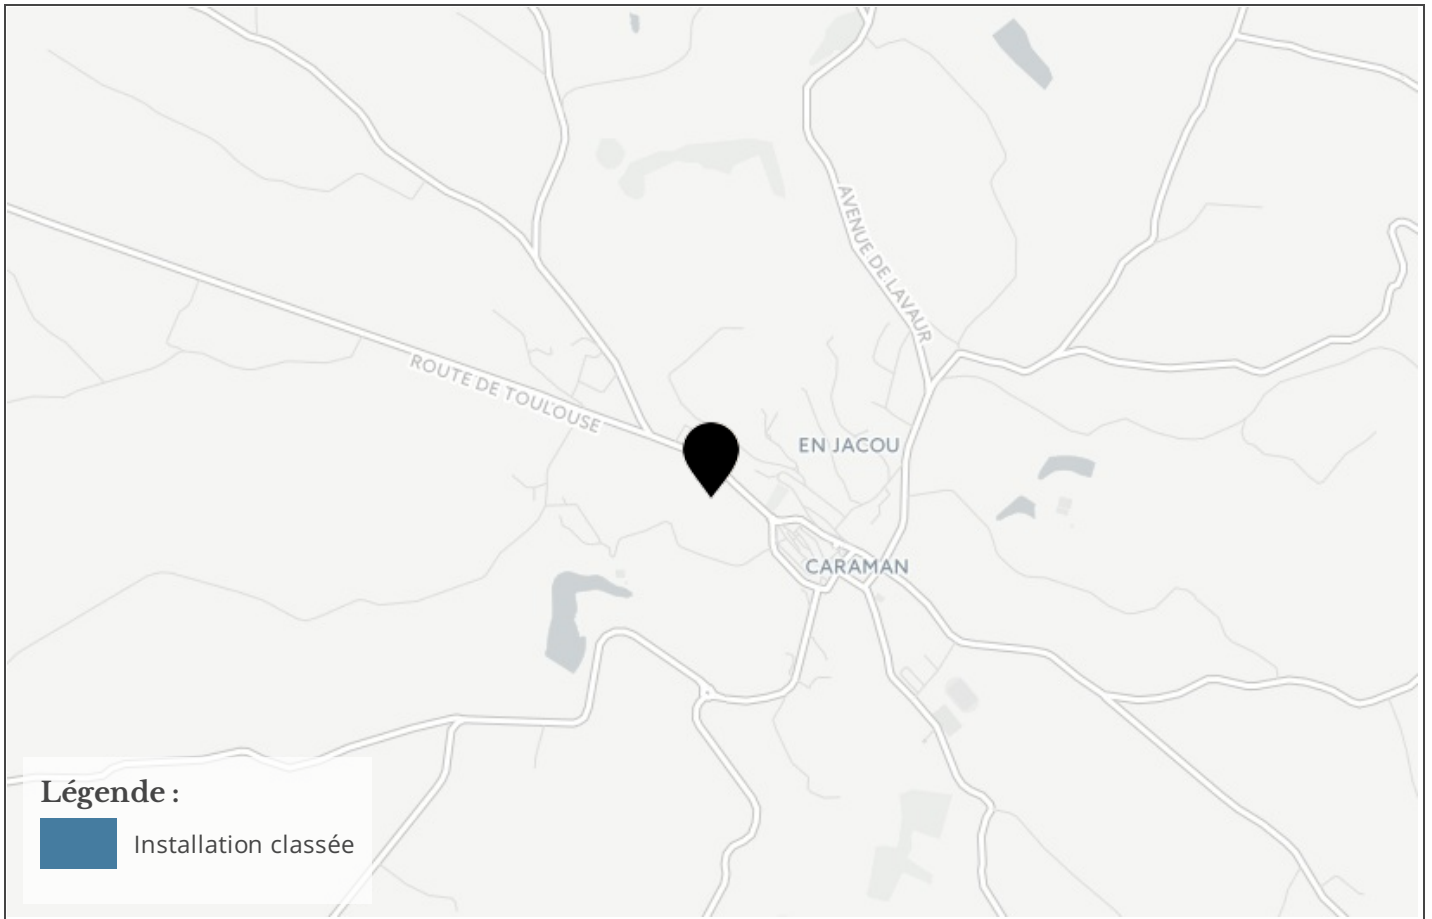 AVENUE DE LAVAUR
ROUTE DE TOULOUSE
EN JACOU
CARAMAN
Légende :
Installation classée